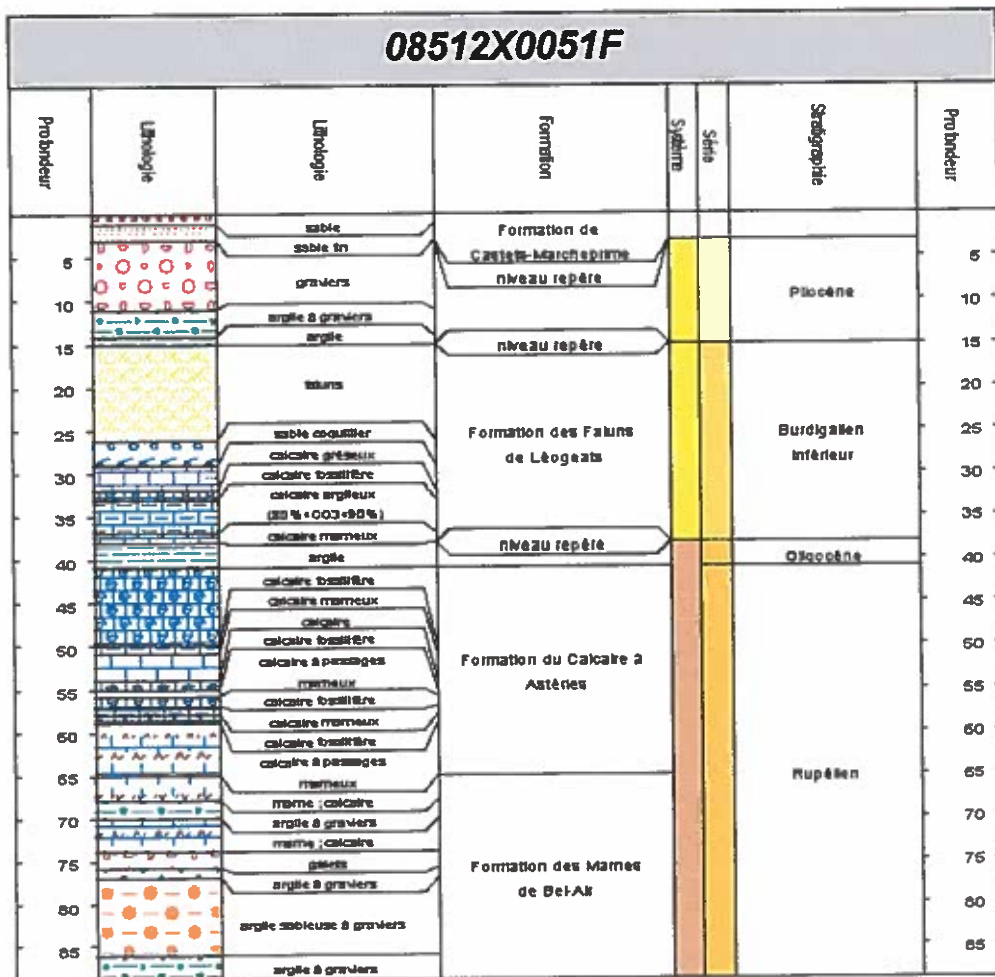 08512X0051F
Profondeur
Lithologie
Lithologie
Formation
Système
Série
Stratigraphie
Profondeur
5
10
15
20
25
30
35
40
45
50
55
60
65
70
75
80
85
sable
sable fin
graviers
argile à graviers
argile
faluns
sable coquillier
calcaire gréseux
calcaire fossilifère
calcaire argileux
(80%<CO3<90%)
calcaire marneux
argile
calcaire fossilifère
calcaire marneux
calcaire
calcaire fossilifère
calcaire à passages
marneux
calcaire fossilifère
calcaire marneux
calcaire fossilifère
calcaire à passages
marneux
marne ; calcaire
argile à graviers
marne ; calcaire
galets
argile à graviers
argile sableuse à graviers
argile à graviers
Formation de
Castets-Marcheprime
niveau repère
niveau repère
Formation des Faluns
de Léogeats
niveau repère
Formation du Calcaire à
Astéries
Formation des Marnes
de Bel-Air
Pliocène
Burdigalien
inférieur
Oligocène
Rupélien
5
10
15
20
25
30
35
40
45
50
55
60
65
70
75
80
85